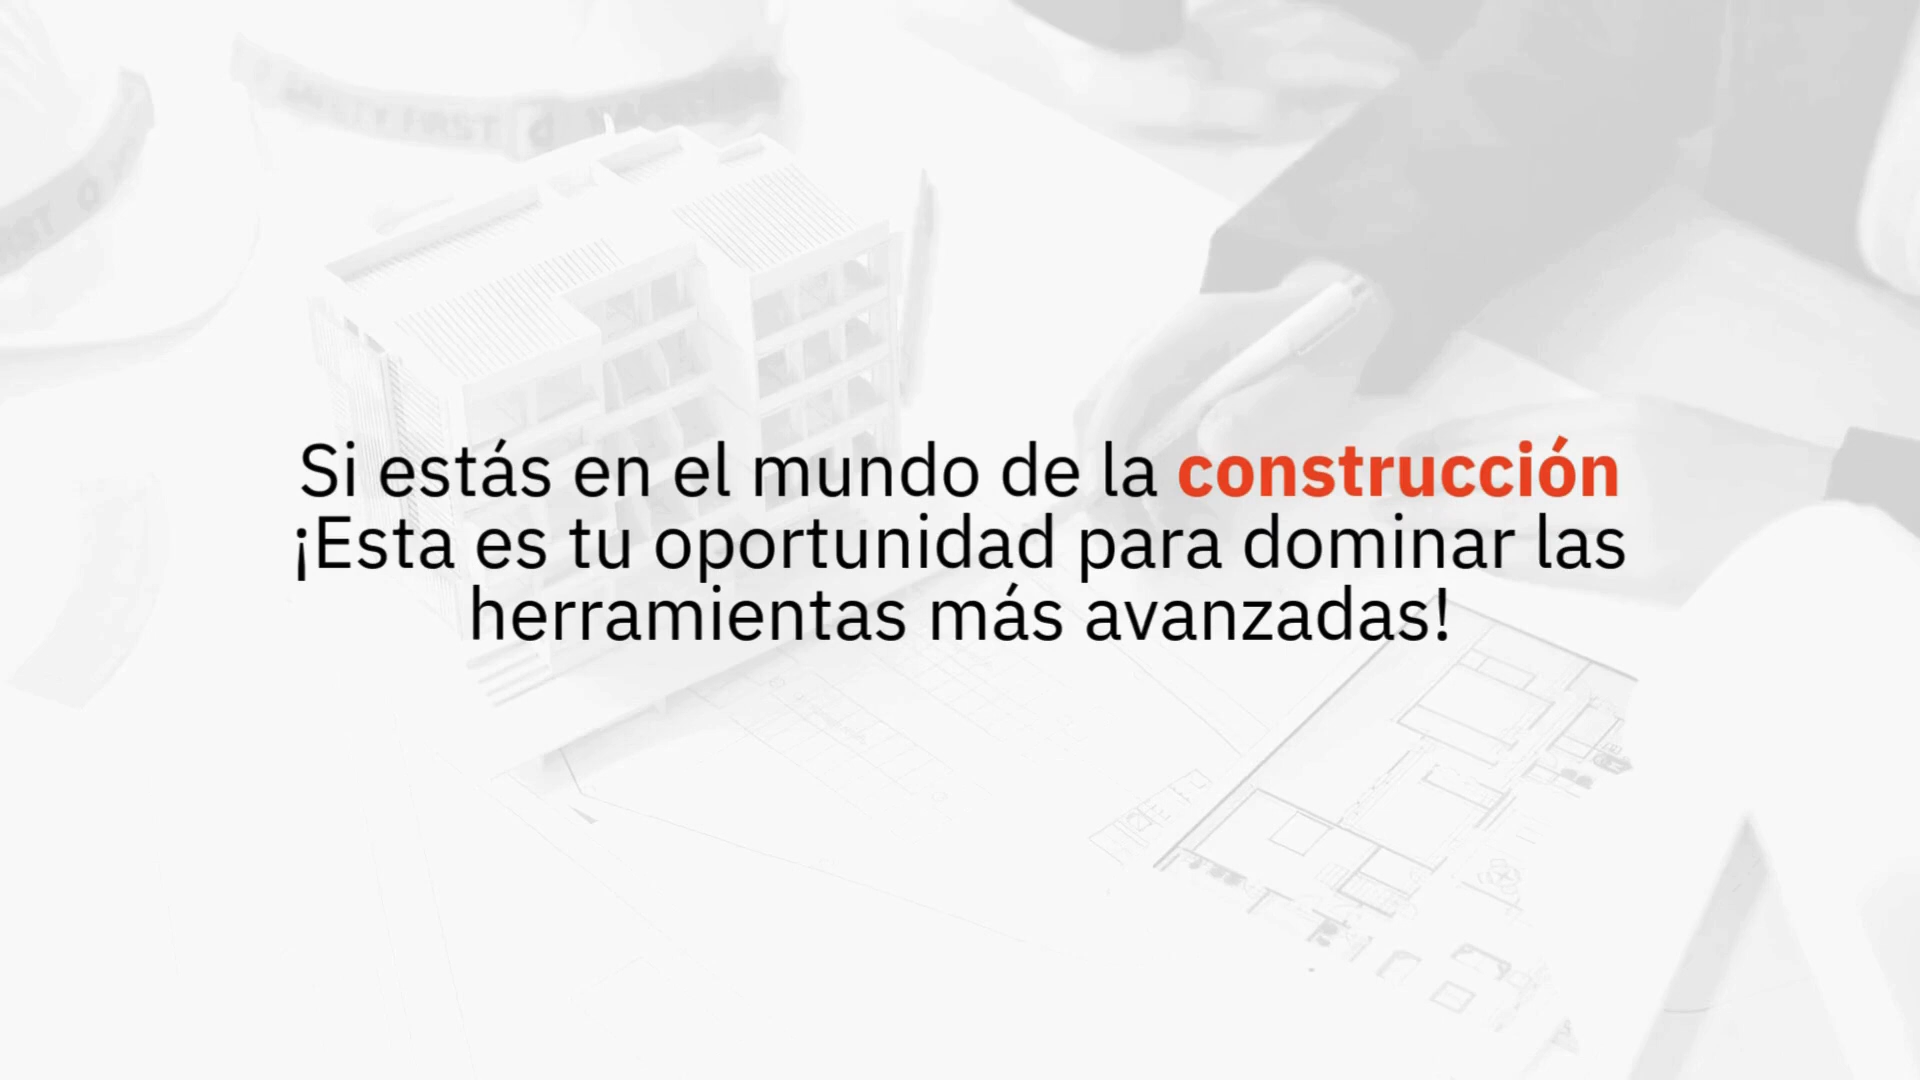 Si estás en el mundo de la construcción
¡Esta es tu oportunidad para dominar las
herramientas más avanzadas!